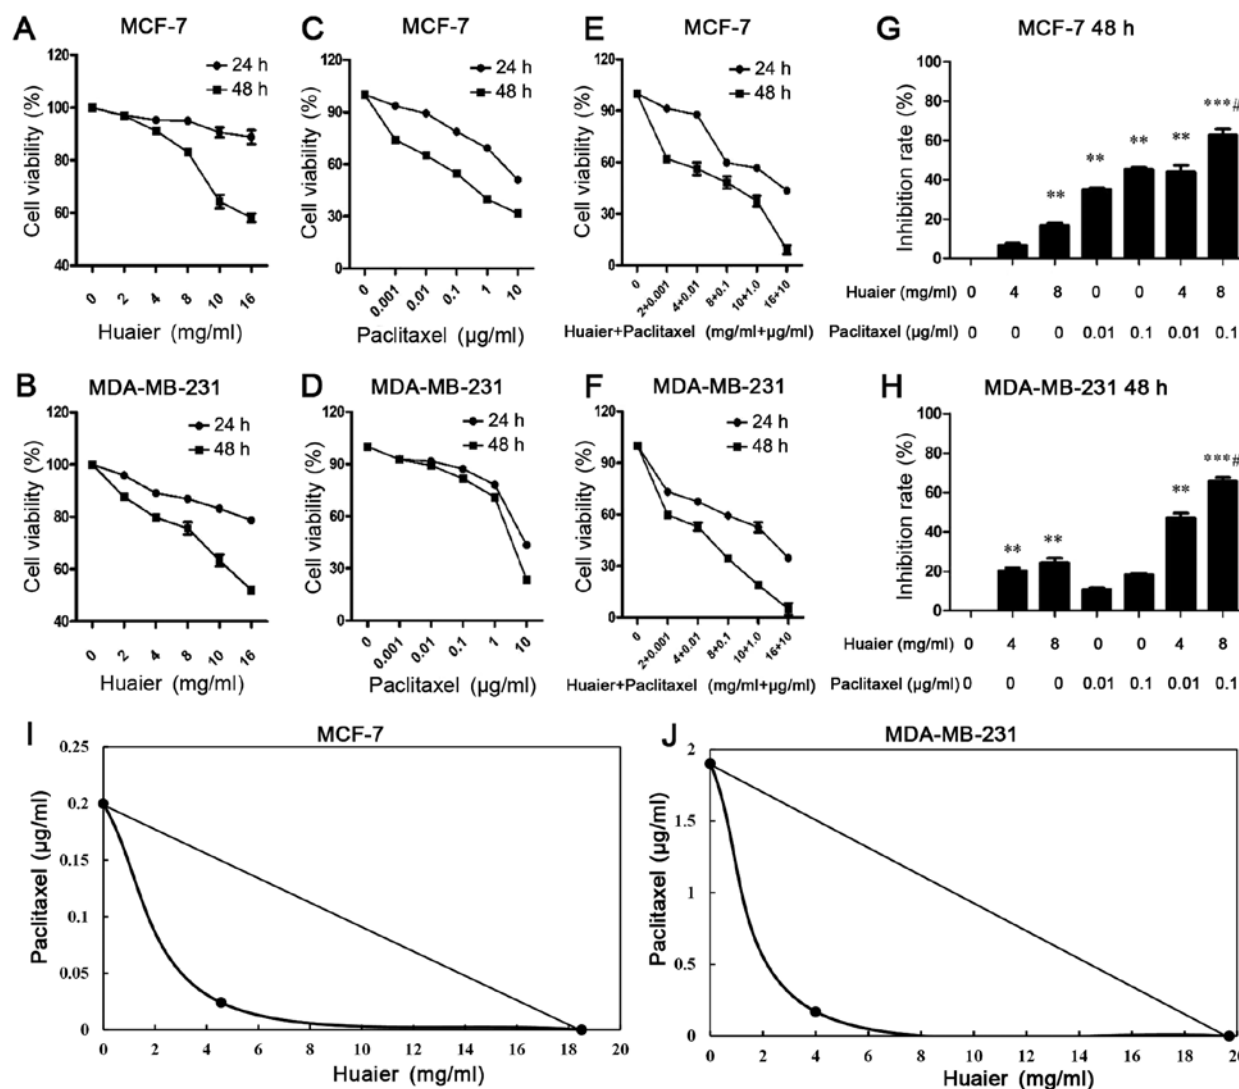 A
MCF-7
120
100
80
60
40
Cell viability (%)
24 h
48 h
0
2
4
8
10
16
Huaier (mg/ml)
C
MCF-7
120
90
60
30
0
Cell viability (%)
24 h
48 h
0
0.001
0.01
0.1
1
10
Paclitaxel (µg/ml)
E
MCF-7
120
90
60
30
0
Cell viability (%)
24 h
48 h
0
2+0.001
4+0.01
8+0.1
10+1.0
16+10
Huaier+Paclitaxel (mg/ml+µg/ml)
G
MCF-7 48 h
100
80
60
40
20
0
Inhibition rate (%)
**
**
**
**
***#
Huaier (mg/ml) 0 4 8 0 0 4 8
Paclitaxel (µg/ml) 0 0 0 0.01 0.1 0.01 0.1
B
MDA-MB-231
120
100
80
60
40
Cell viability (%)
24 h
48 h
0
2
4
8
10
16
Huaier (mg/ml)
D
MDA-MB-231
120
90
60
30
0
Cell viability (%)
24 h
48 h
0
0.001
0.01
0.1
1
10
Paclitaxel (µg/ml)
F
MDA-MB-231
120
90
60
30
0
Cell viability (%)
24 h
48 h
0
2+0.001
4+0.01
8+0.1
10+1.0
16+10
Huaier+Paclitaxel (mg/ml+µg/ml)
H
MDA-MB-231 48 h
100
80
60
40
20
0
Inhibition rate (%)
**
**
**
***#
Huaier (mg/ml) 0 4 8 0 0 4 8
Paclitaxel (µg/ml) 0 0 0 0.01 0.1 0.01 0.1
I
MCF-7
0.25
0.2
0.15
0.1
0.05
0
Paclitaxel (µg/ml)
0 2 4 6 8 10 12 14 16 18 20
Huaier (mg/ml)
J
MDA-MB-231
2
1.5
1
0.5
0
Paclitaxel (µg/ml)
0 2 4 6 8 10 12 14 16 18 20
Huaier (mg/ml)